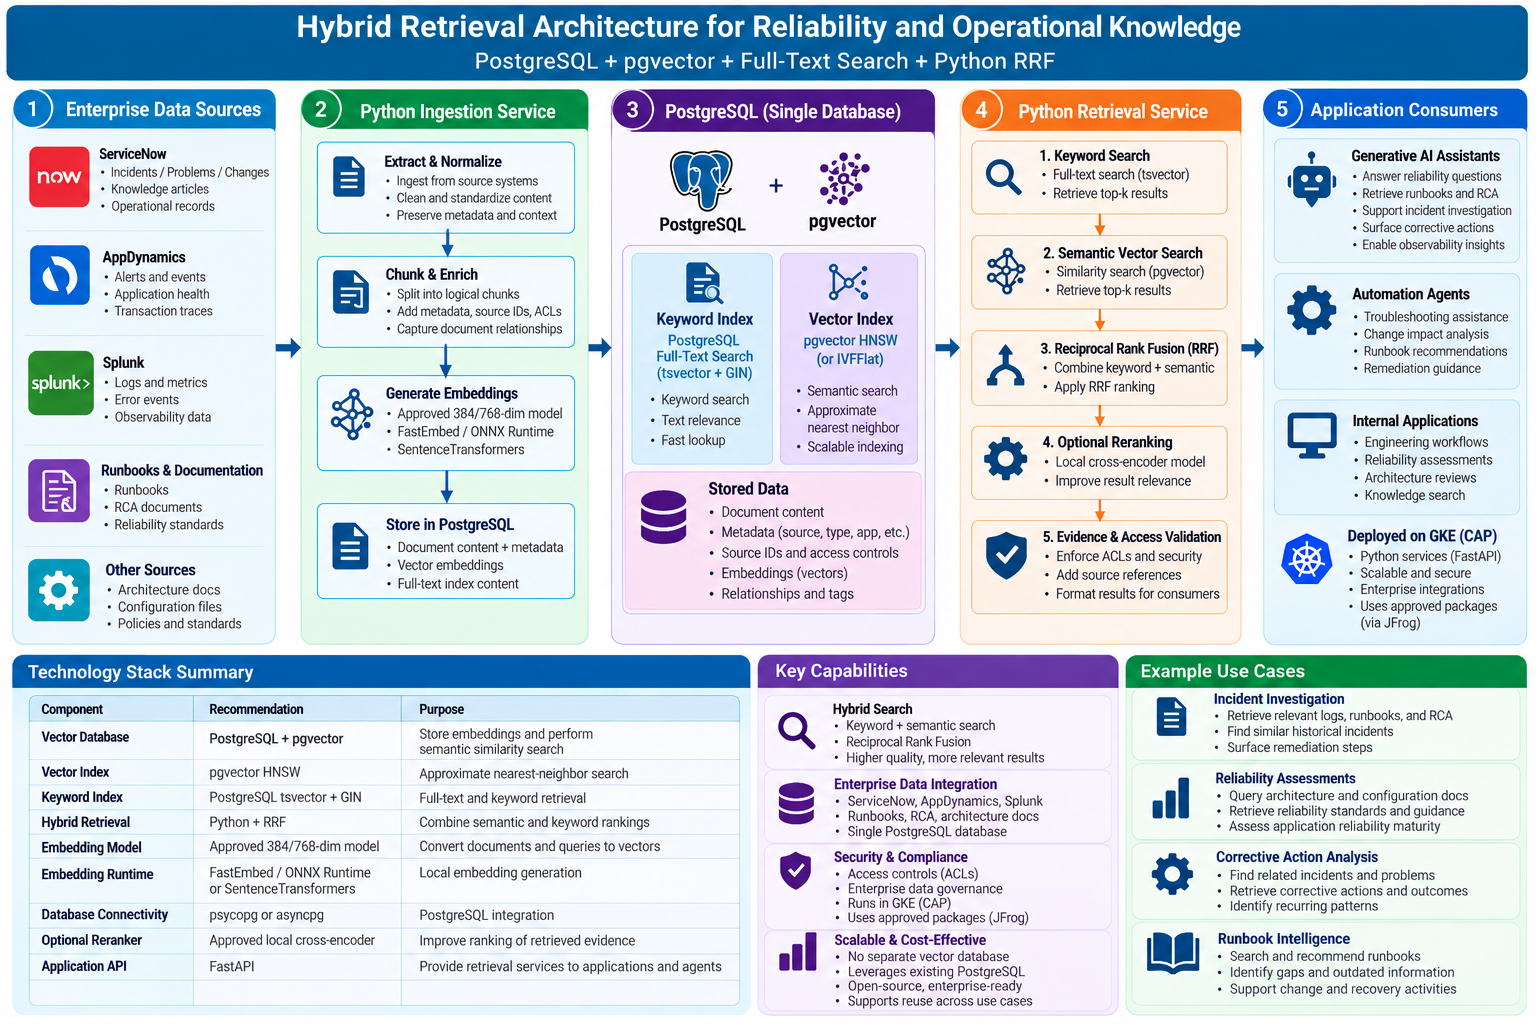 Hybrid Retrieval Architecture for Reliability and Operational Knowledge
PostgreSQL + pgvector + Full-Text Search + Python RRF
1 Enterprise Data Sources
now
ServiceNow
• Incidents / Problems / Changes
• Knowledge articles
• Operational records
AppDynamics
• Alerts and events
• Application health
• Transaction traces
splunk>
Splunk
• Logs and metrics
• Error events
• Observability data
Runbooks & Documentation
• Runbooks
• RCA documents
• Reliability standards
Other Sources
• Architecture docs
• Configuration files
• Policies and standards
2 Python Ingestion Service
Extract & Normalize
• Ingest from source systems
• Clean and standardize content
• Preserve metadata and context
Chunk & Enrich
• Split into logical chunks
• Add metadata, source IDs, ACLs
• Capture document relationships
Generate Embeddings
• Approved 384/768-dim model
• FastEmbed / ONNX Runtime
• SentenceTransformers
Store in PostgreSQL
• Document content + metadata
• Vector embeddings
• Full-text index content
3 PostgreSQL (Single Database)
PostgreSQL
+
pgvector
Keyword Index
PostgreSQL
Full-Text Search
(tsvector + GIN)
• Keyword search
• Text relevance
• Fast lookup
Vector Index
pgvector HNSW
(or IVFFlat)
• Semantic search
• Approximate
nearest neighbor
• Scalable indexing
Stored Data
• Document content
• Metadata (source, type, app, etc.)
• Source IDs and access controls
• Embeddings (vectors)
• Relationships and tags
4 Python Retrieval Service
1. Keyword Search
• Full-text search (tsvector)
• Retrieve top-k results
2. Semantic Vector Search
• Similarity search (pgvector)
• Retrieve top-k results
3. Reciprocal Rank Fusion (RRF)
• Combine keyword + semantic
• Apply RRF ranking
4. Optional Reranking
• Local cross-encoder model
• Improve result relevance
5. Evidence & Access Validation
• Enforce ACLs and security
• Add source references
• Format results for consumers
5 Application Consumers
Generative AI Assistants
• Answer reliability questions
• Retrieve runbooks and RCA
• Support incident investigation
• Surface corrective actions
• Enable observability insights
Automation Agents
• Troubleshooting assistance
• Change impact analysis
• Runbook recommendations
• Remediation guidance
Internal Applications
• Engineering workflows
• Reliability assessments
• Architecture reviews
• Knowledge search
Deployed on GKE (CAP)
• Python services (FastAPI)
• Scalable and secure
• Enterprise integrations
• Uses approved packages
(via JFrog)
Technology Stack Summary
Component Recommendation Purpose
Vector Database PostgreSQL + pgvector Store embeddings and perform
semantic similarity search
Vector Index pgvector HNSW Approximate nearest-neighbor search
Keyword Index PostgreSQL tsvector + GIN Full-text and keyword retrieval
Hybrid Retrieval Python + RRF Combine semantic and keyword rankings
Embedding Model Approved 384/768-dim model Convert documents and queries to vectors
Embedding Runtime FastEmbed / ONNX Runtime Local embedding generation
or SentenceTransformers
Database Connectivity psycopg or asyncpg PostgreSQL integration
Optional Reranker Approved local cross-encoder Improve ranking of retrieved evidence
Application API FastAPI Provide retrieval services to applications and agents
Key Capabilities
Hybrid Search
• Keyword + semantic search
• Reciprocal Rank Fusion
• Higher quality, more relevant results
Enterprise Data Integration
• ServiceNow, AppDynamics, Splunk
• Runbooks, RCA, architecture docs
• Single PostgreSQL database
Security & Compliance
• Access controls (ACLs)
• Enterprise data governance
• Runs in GKE (CAP)
• Uses approved packages (JFrog)
Scalable & Cost-Effective
• No separate vector database
• Leverages existing PostgreSQL
• Open-source, enterprise-ready
• Supports reuse across use cases
Example Use Cases
Incident Investigation
• Retrieve relevant logs, runbooks, and RCA
• Find similar historical incidents
• Surface remediation steps
Reliability Assessments
• Query architecture and configuration docs
• Retrieve reliability standards and guidance
• Assess application reliability maturity
Corrective Action Analysis
• Find related incidents and problems
• Retrieve corrective actions and outcomes
• Identify recurring patterns
Runbook Intelligence
• Search and recommend runbooks
• Identify gaps and outdated information
• Support change and recovery activities